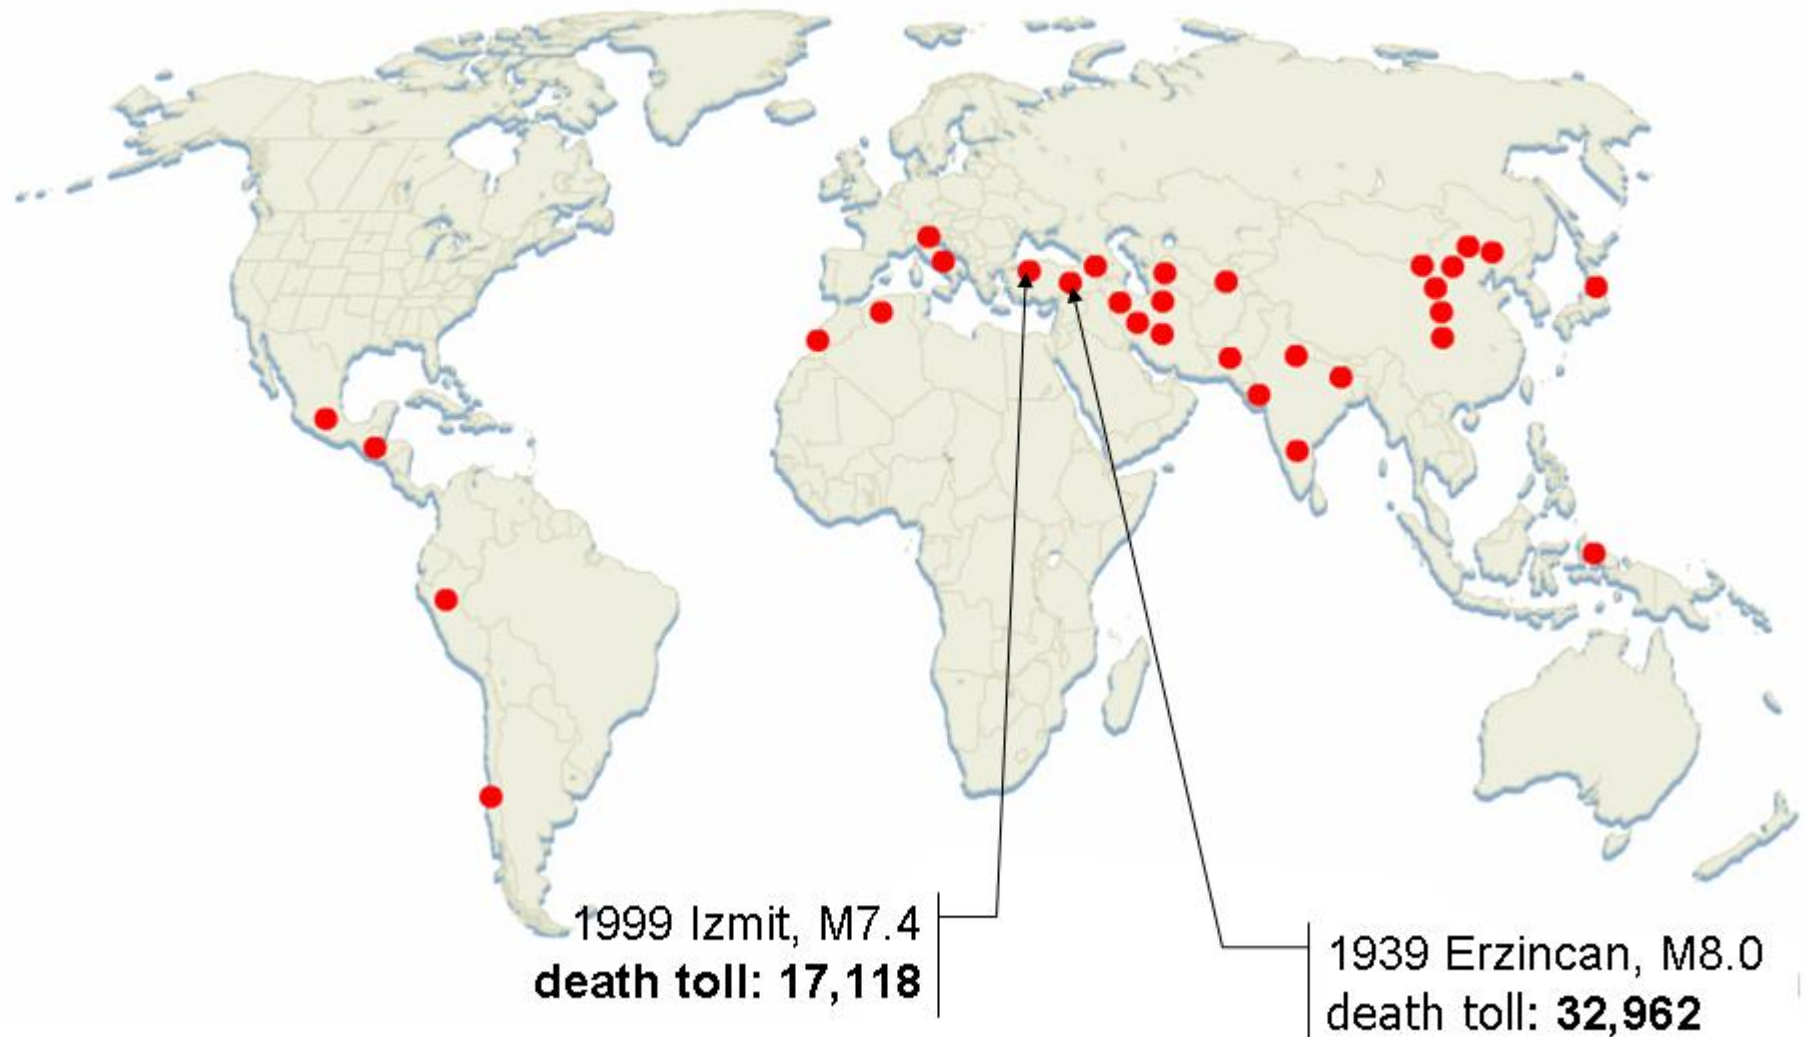 1999 Izmit, M7.4
death toll: 17,118
1939 Erzincan, M8.0
death toll: 32,962